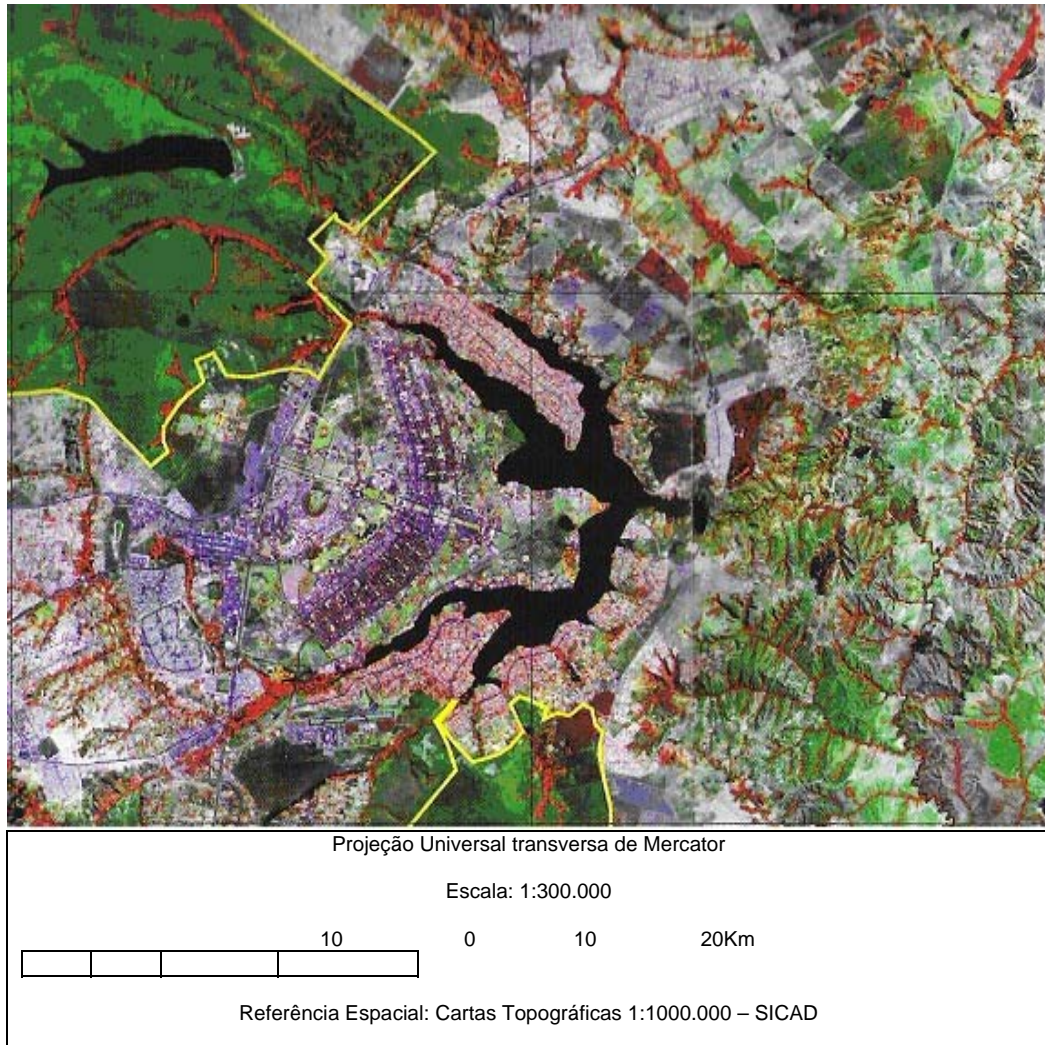 Projeção Universal transversa de Mercator
Escala: 1:300.000
10 0 10 20Km
Referência Espacial: Cartas Topográficas 1:1000.000 – SICAD